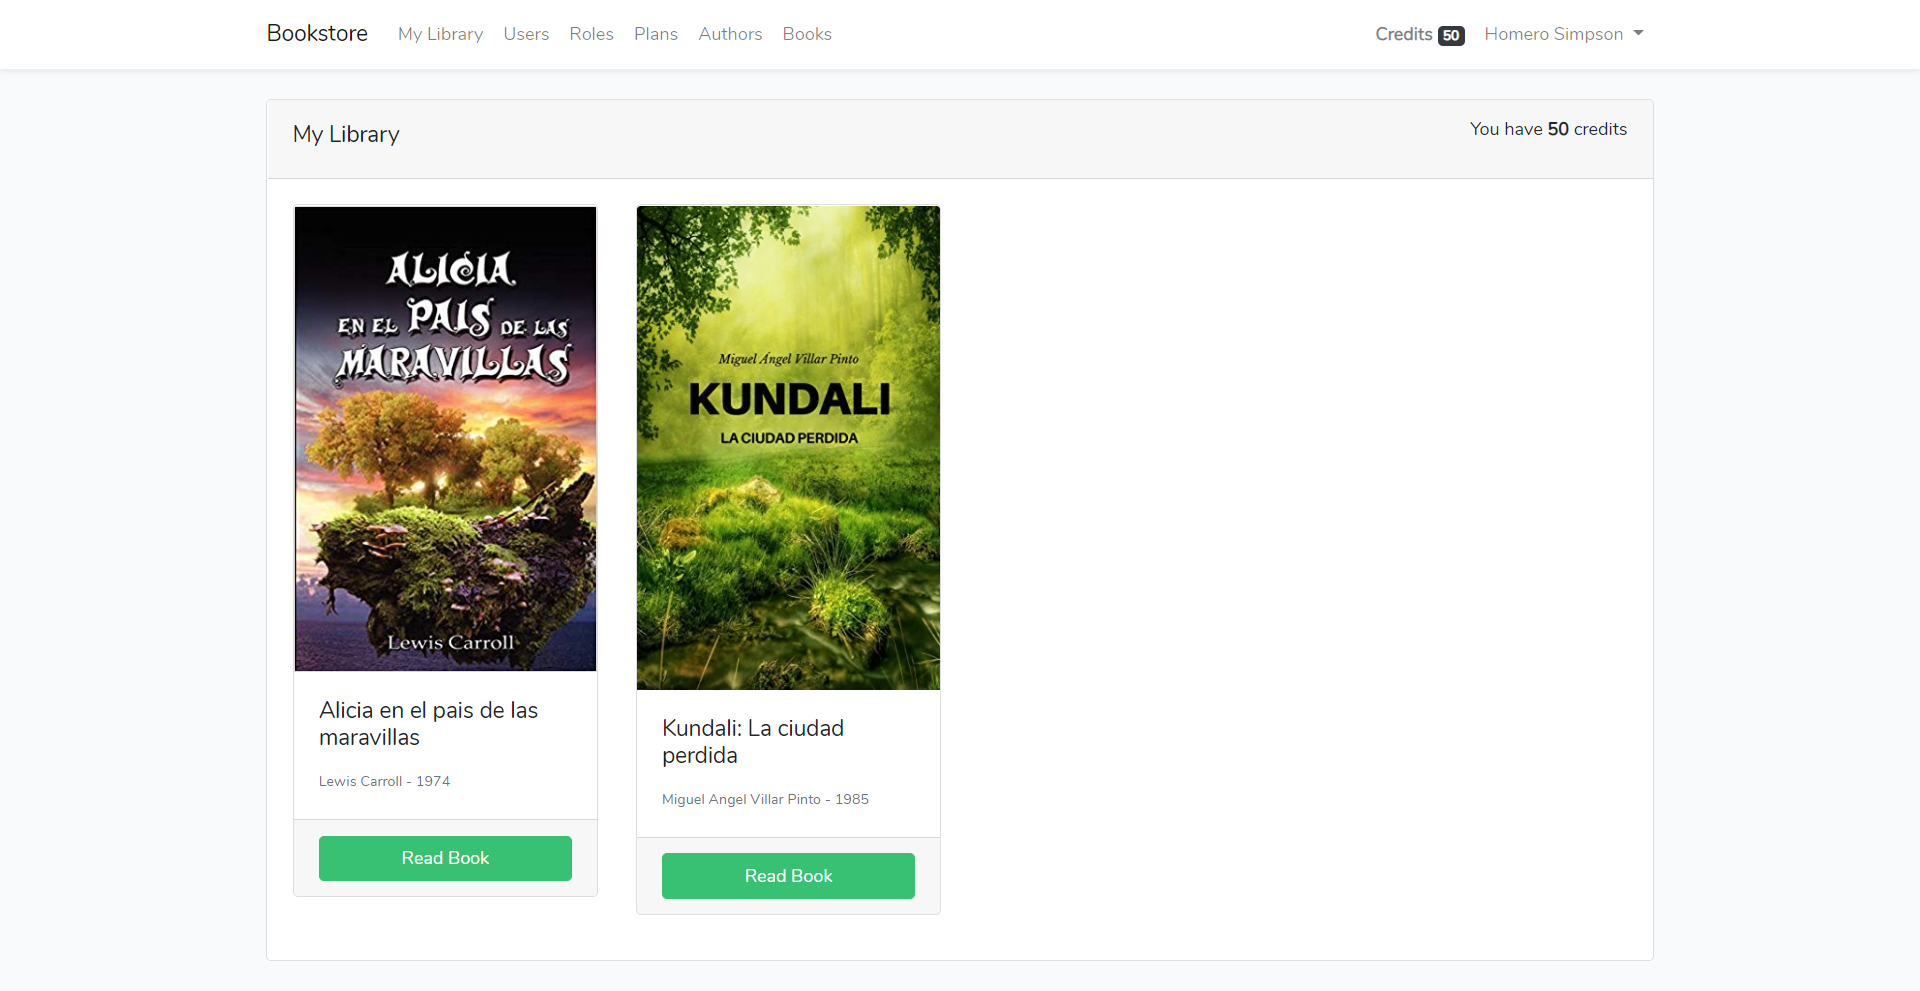 Bookstore My Library Users Roles Plans Authors Books Credits 50 Homero Simpson
My Library You have 50 credits
ALICIA
EN EL PAIS DE LAS
MARAVILLAS
Lewis Carroll
Alicia en el pais de las
maravillas
Lewis Carroll - 1974
Read Book
Miguel Ángel Villar Pinto
KUNDALI
LA CIUDAD PERDIDA
Kundali: La ciudad
perdida
Miguel Angel Villar Pinto - 1985
Read Book